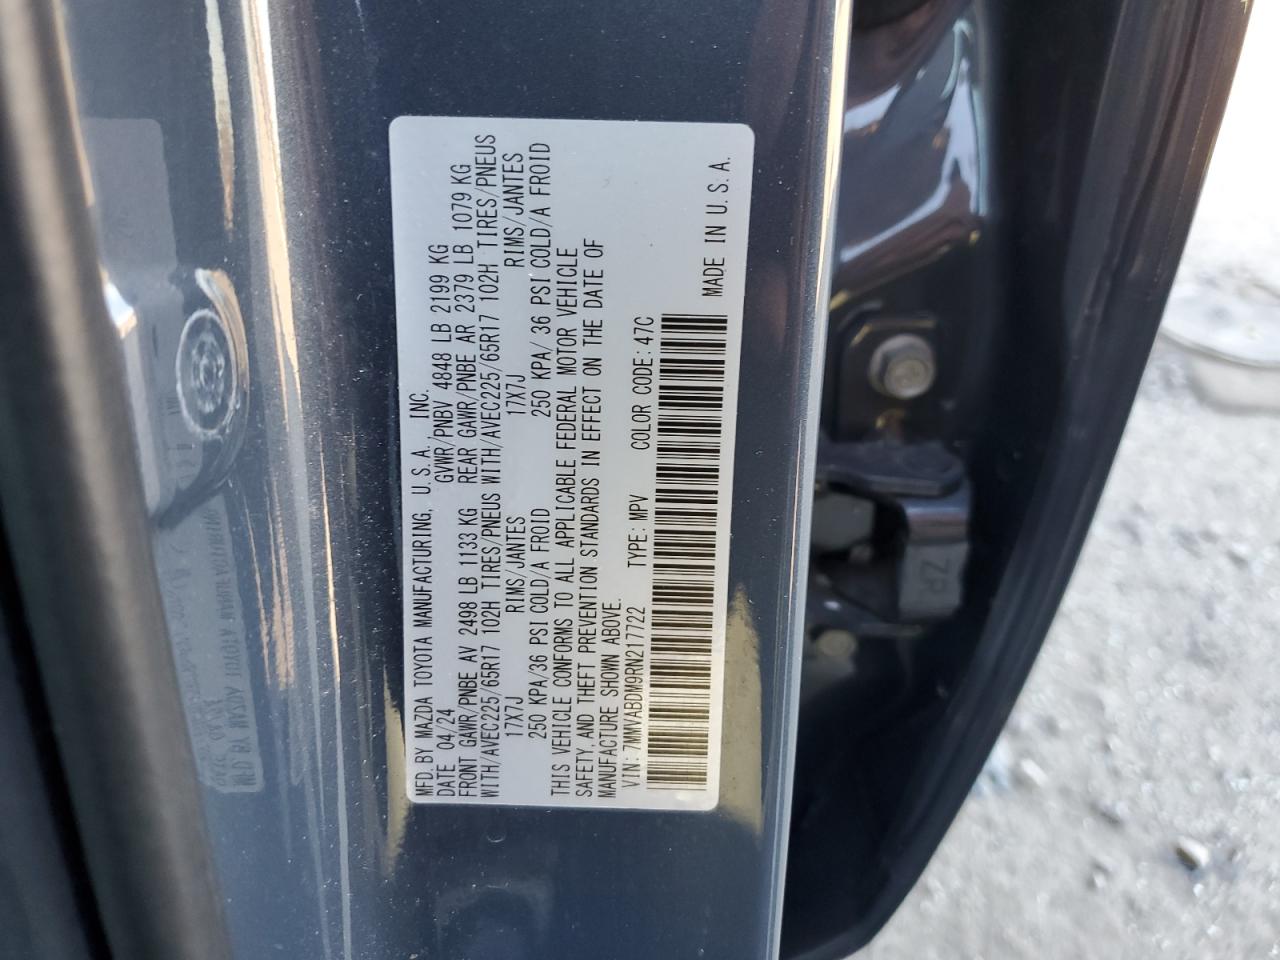 MFD. BY MAZDA TOYOTA MANUFACTURING, U.S.A., INC.
DATE 04/24 GVWR/PNBV 4848 LB 2199 KG
FRONT GAWR/PNBE AV 2498 LB 1133 KG REAR GAWR/PNBE AR 2379 LB 1079 KG
WITH/AVEC225/65R17 102H TIRES/PNEUS WITH/AVEC225/65R17 102H TIRES/PNEUS
17X7J RIMS/JANTES 17X7J RIMS/JANTES
250 KPA/36 PSI COLD/A FROID 250 KPA/ 36 PSI COLD/A FROID
THIS VEHICLE CONFORMS TO ALL APPLICABLE FEDERAL MOTOR VEHICLE
SAFETY, AND THEFT PREVENTION STANDARDS IN EFFECT ON THE DATE OF
MANUFACTURE SHOWN ABOVE.
VIN: 7MMVABDM9RN217722 TYPE: MPV COLOR CODE: 47C
MADE IN U.S.A.
ZP